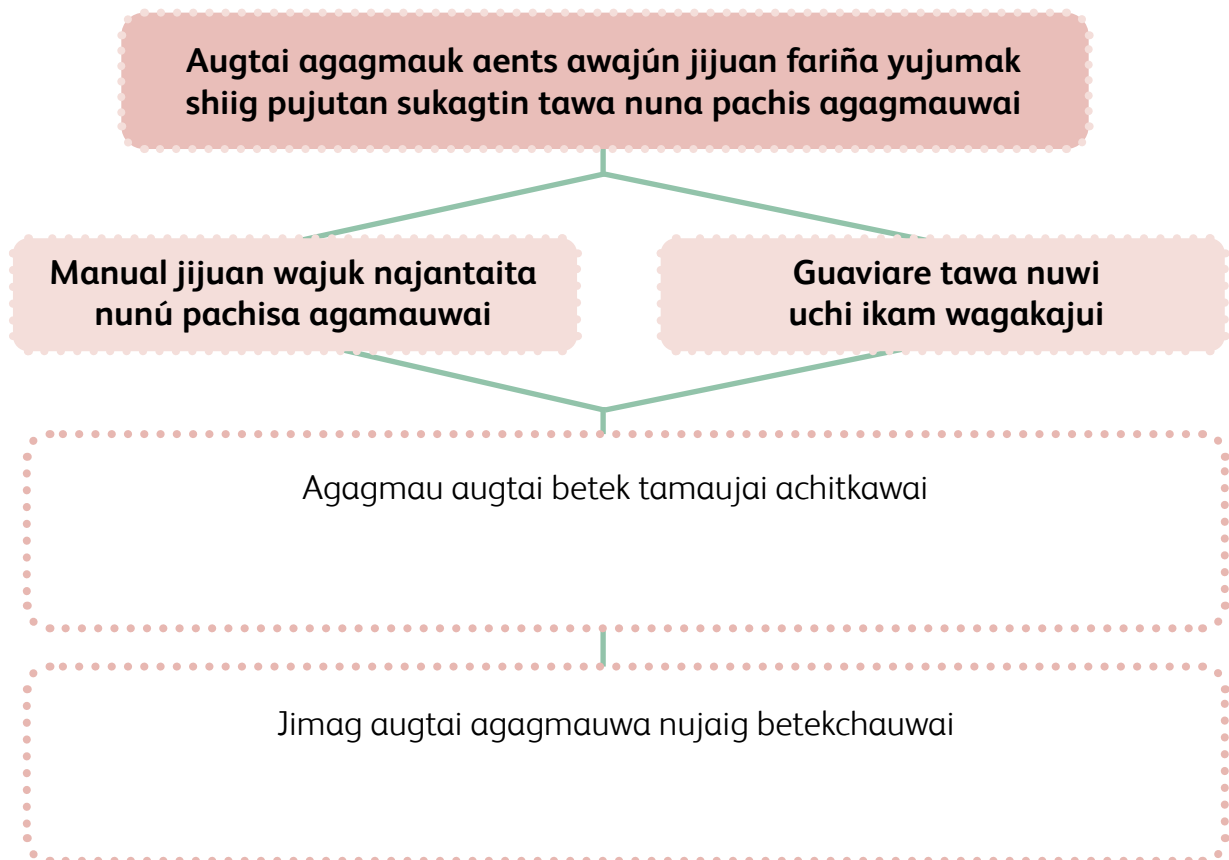 Augtai agagmauk aents awajún jijuan fariña yujumak
shiig pujutan sukagtin tawa nuna pachis agagmauwai
Manual jijuan wajuk najantaita
nunú pachisa agamauwai
Guaviare tawa nuwi
uchi ikam wagakajui
Agagmau augtai betek tamaujai achitkawai
Jimag augtai agagmauwa nujaig betekchauwai